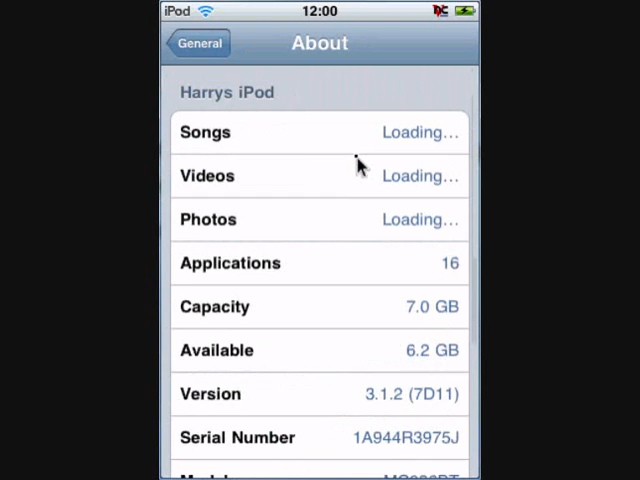 iPod 12:00
General About
Harrys iPod
Songs Loading...
Videos Loading...
Photos Loading...
Applications 16
Capacity 7.0 GB
Available 6.2 GB
Version 3.1.2 (7D11)
Serial Number 1A944R3975J